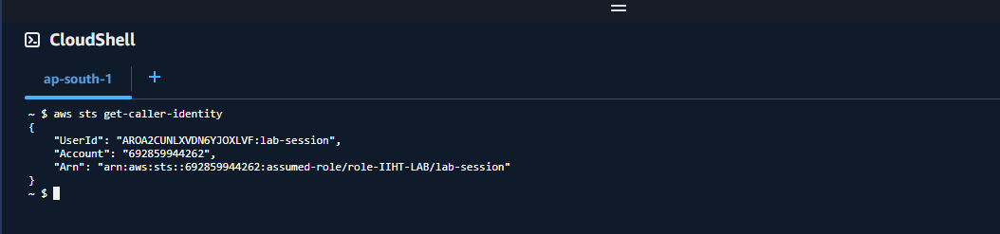 CloudShell
ap-south-1 +
~ $ aws sts get-caller-identity
{
    "UserId": "AROA2CUNLXVDN6YJOXLVF:lab-session",
    "Account": "692859944262",
    "Arn": "arn:aws:sts::692859944262:assumed-role/role-IIHT-LAB/lab-session"
}
~ $